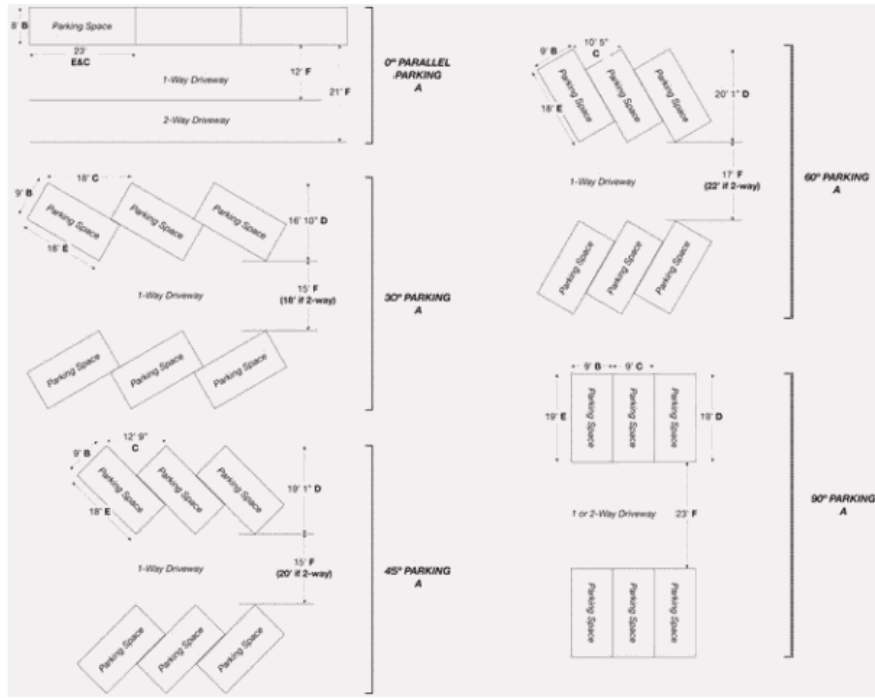 8' B
Parking Space
23'
E&C
1-Way Driveway
12' F
21' F
2-Way Driveway
0° PARALLEL
PARKING
A
18' C
9' B
Parking Space
Parking Space
Parking Space
18' E
16' 10" D
1-Way Driveway
15' F
(18' if 2-way)
30° PARKING
A
Parking Space
Parking Space
Parking Space
12' 9"
C
9' B
Parking Space
Parking Space
Parking Space
18' E
19' 1" D
1-Way Driveway
15' F
(20' if 2-way)
45° PARKING
A
Parking Space
Parking Space
Parking Space
10' 5"
C
9' B
Parking Space
Parking Space
Parking Space
18' E
20' 1" D
1-Way Driveway
17' F
(22' if 2-way)
60° PARKING
A
Parking Space
Parking Space
Parking Space
9' B
9' C
19' E
Parking Space
Parking Space
Parking Space
19' D
1 or 2-Way Driveway
23' F
90° PARKING
A
Parking Space
Parking Space
Parking Space